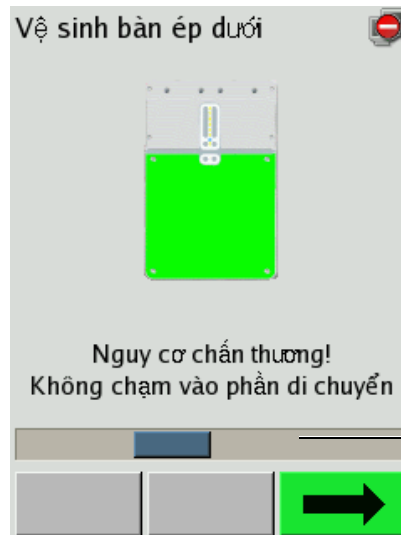 Vệ sinh bàn ép dưới
Nguy cơ chấn thương!
Không chạm vào phần di chuyển